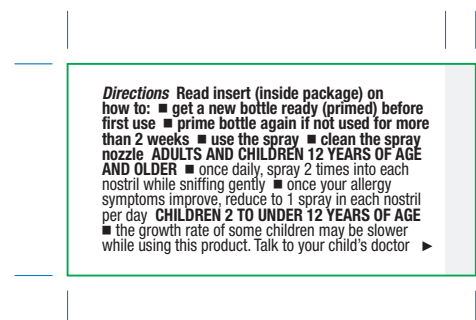 Directions Read insert (inside package) on
how to: ■ get a new bottle ready (primed) before
first use ■ prime bottle again if not used for more
than 2 weeks ■ use the spray ■ clean the spray
nozzle ADULTS AND CHILDREN 12 YEARS OF AGE
AND OLDER ■ once daily, spray 2 times into each
nostril while sniffing gently ■ once your allergy
symptoms improve, reduce to 1 spray in each nostril
per day CHILDREN 2 TO UNDER 12 YEARS OF AGE
■ the growth rate of some children may be slower
while using this product. Talk to your child's doctor ►